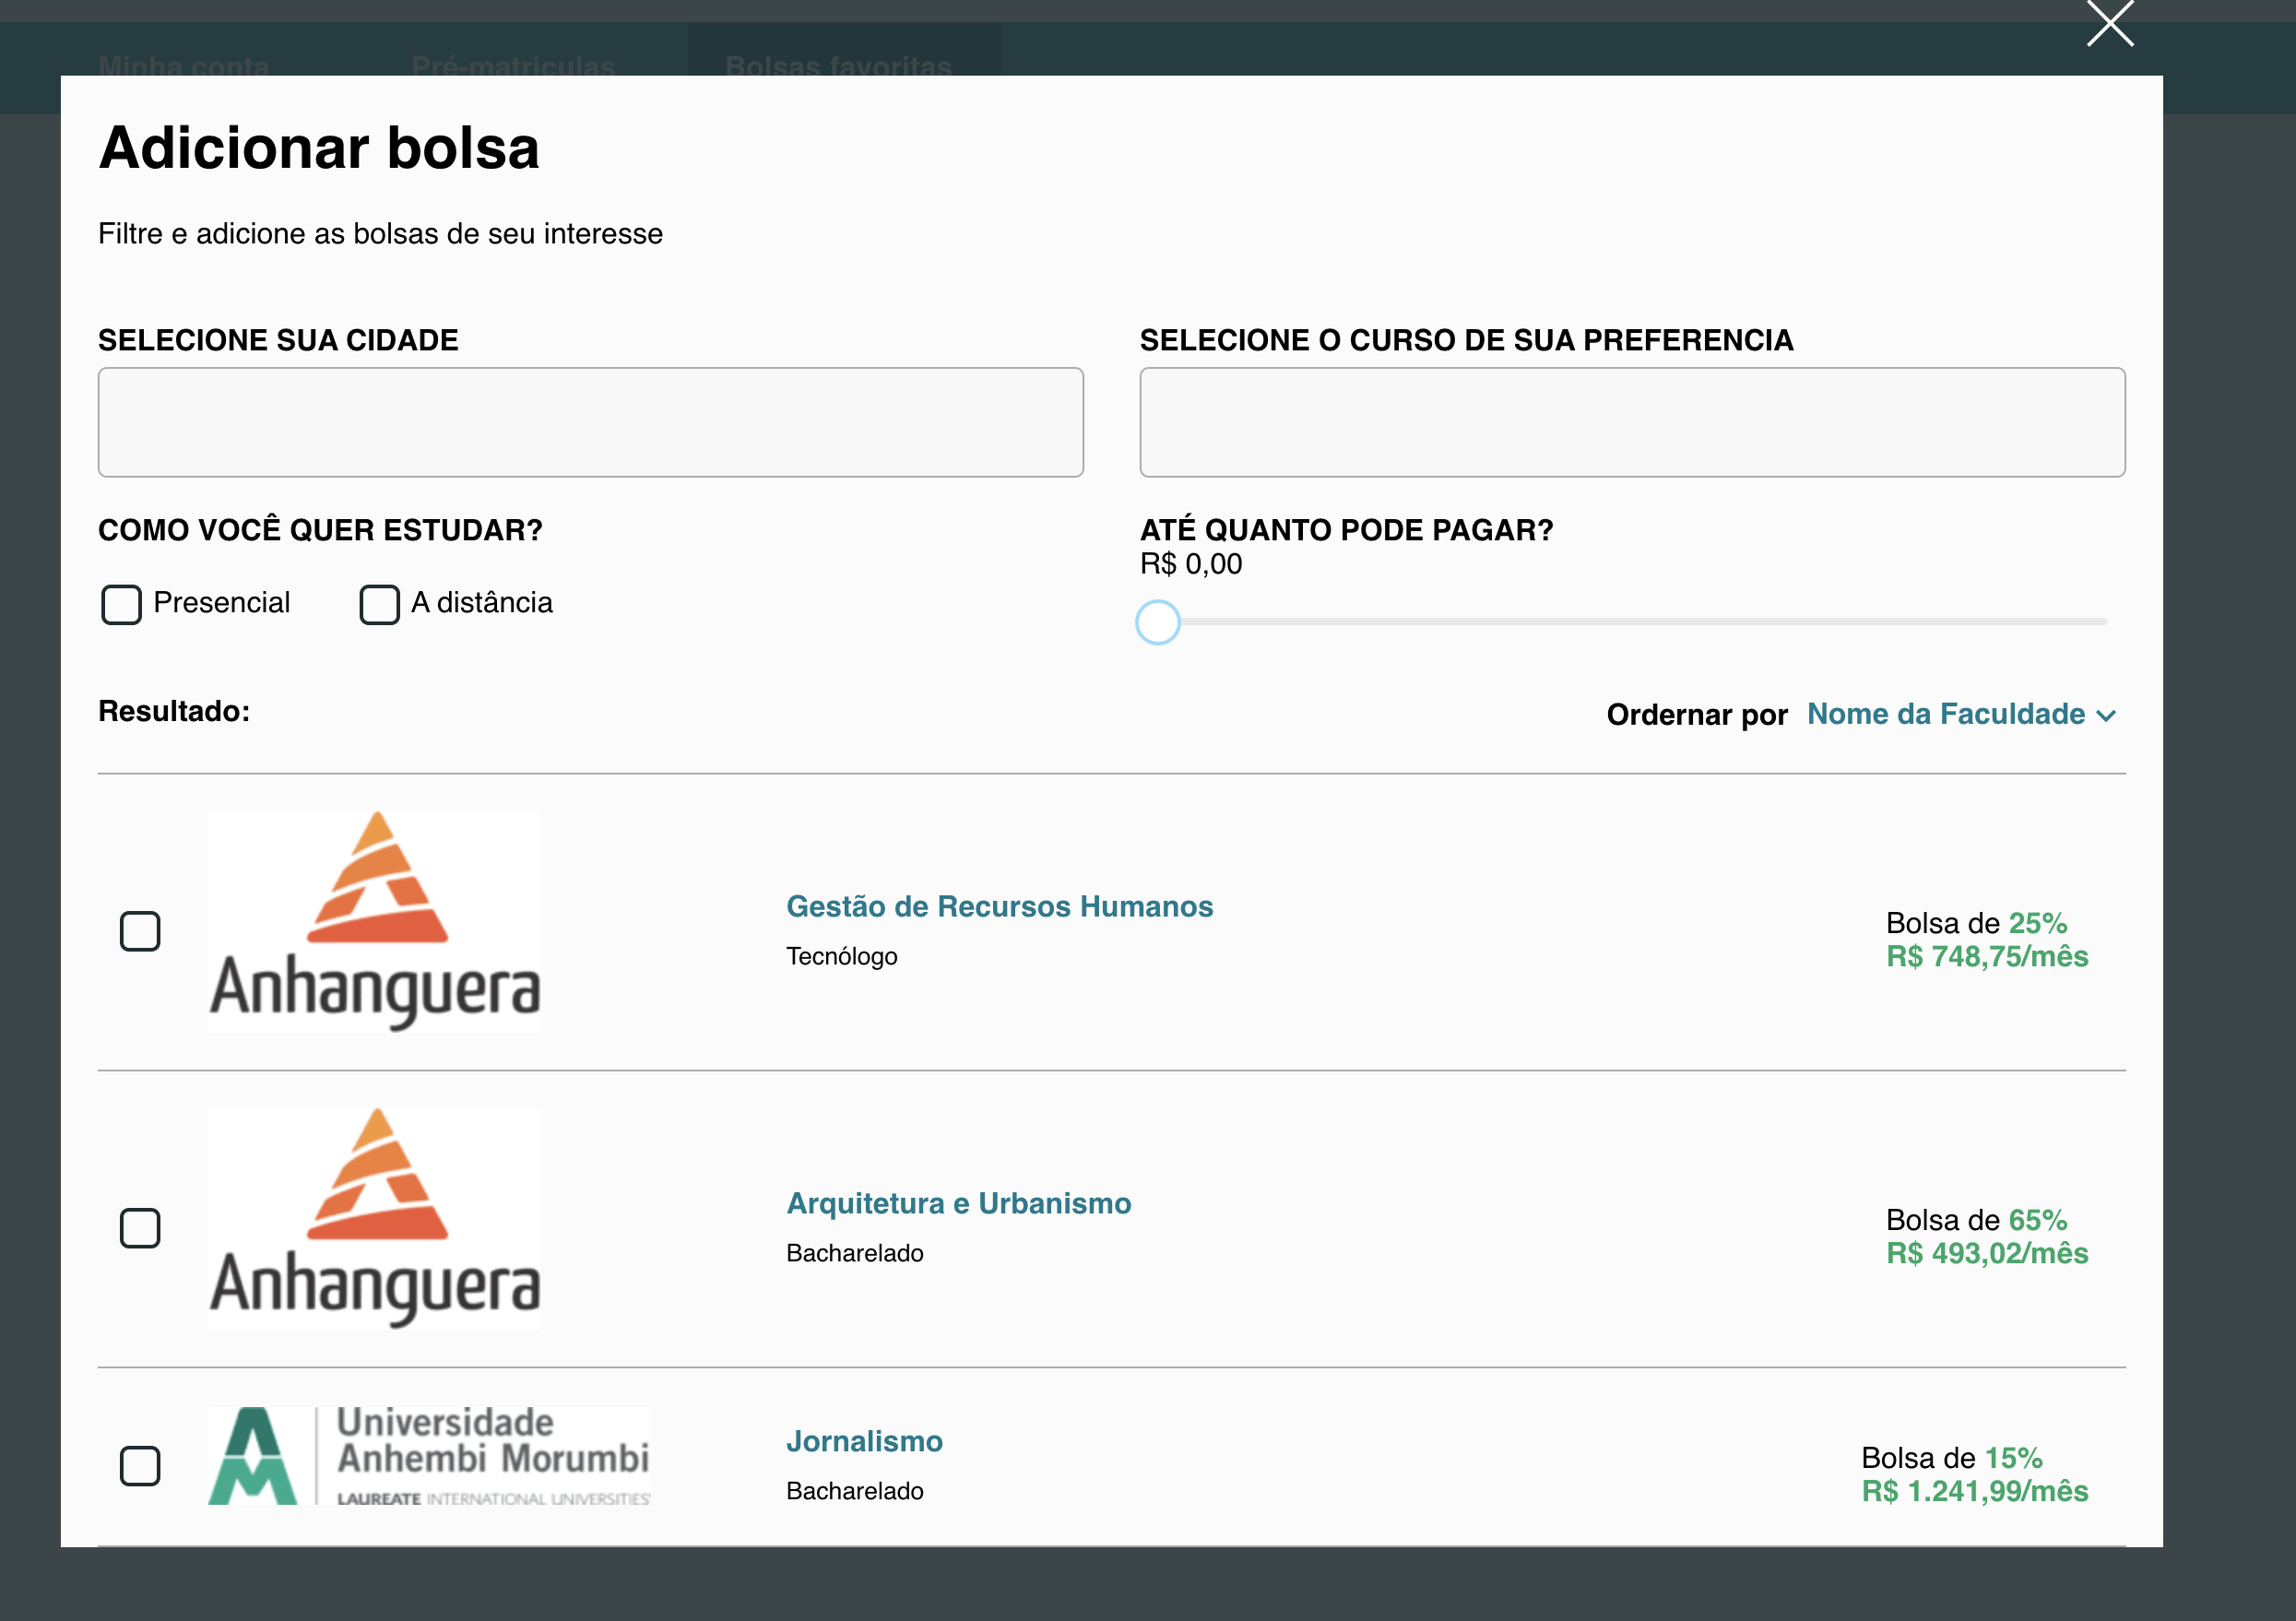 Minha conta Pré-matriculas Bolsas favoritas
Adicionar bolsa
Filtre e adicione as bolsas de seu interesse
SELECIONE SUA CIDADE
SELECIONE O CURSO DE SUA PREFERENCIA
COMO VOCÊ QUER ESTUDAR?
Presencial A distância
ATÉ QUANTO PODE PAGAR?
R$ 0,00
Resultado:
Ordernar por Nome da Faculdade
Anhanguera
Gestão de Recursos Humanos
Tecnólogo
Bolsa de 25%
R$ 748,75/mês
Anhanguera
Arquitetura e Urbanismo
Bacharelado
Bolsa de 65%
R$ 493,02/mês
Universidade
Anhembi Morumbi
LAUREATE INTERNATIONAL UNIVERSITIES
Jornalismo
Bacharelado
Bolsa de 15%
R$ 1.241,99/mês